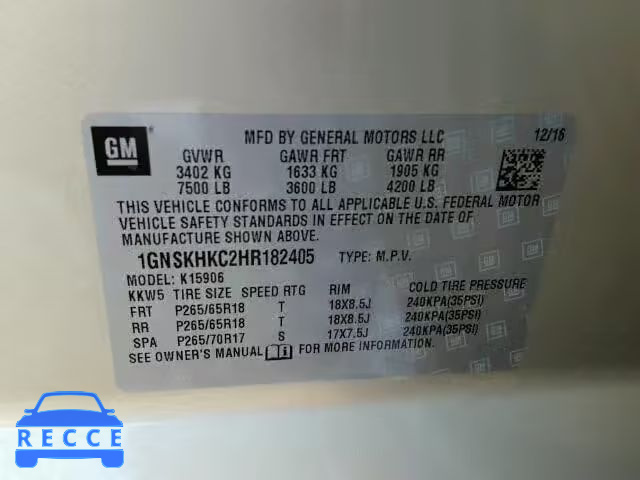 GM
MFD BY GENERAL MOTORS LLC 12/16
GVWR GAWR FRT GAWR RR
3402 KG 1633 KG 1905 KG
7500 LB 3600 LB 4200 LB
THIS VEHICLE CONFORMS TO ALL APPLICABLE U.S. FEDERAL MOTOR
VEHICLE SAFETY STANDARDS IN EFFECT ON THE DATE OF
MANUFACTURE SHOWN ABOVE.
1GNSKHKC2HR182405 TYPE: M.P.V.
MODEL: K15906
KKW5 TIRE SIZE SPEED RTG RIM COLD TIRE PRESSURE
FRT P265/65R18 T 18X8.5J 240KPA(35PSI)
RR P265/65R18 T 18X8.5J 240KPA(35PSI)
SPA P265/70R17 S 17X7.5J 240KPA(35PSI)
SEE OWNER'S MANUAL FOR MORE INFORMATION.
RECCE